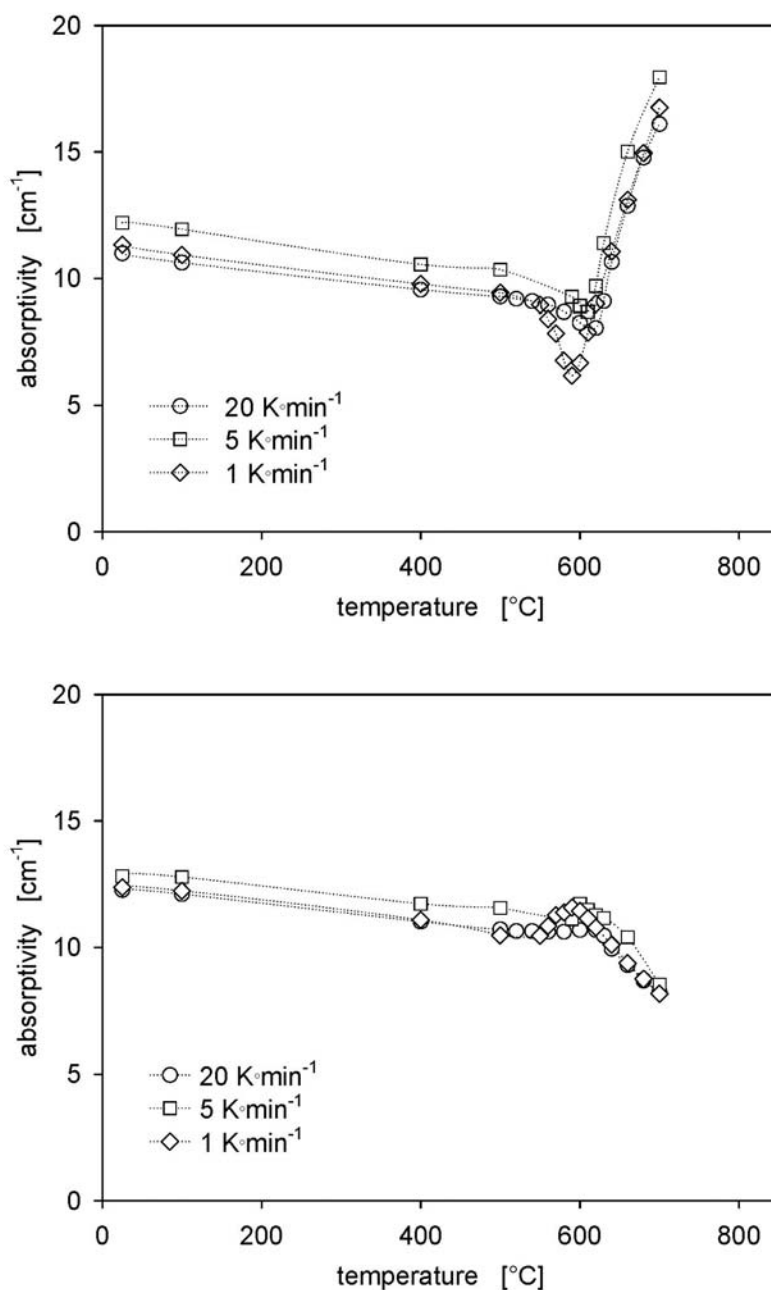 20
15
10
5
0
absorptivity [cm⁻¹]
20 K◦min⁻¹
5 K◦min⁻¹
1 K◦min⁻¹
0 200 400 600 800
temperature [°C]
20
15
10
5
0
absorptivity [cm⁻¹]
20 K◦min⁻¹
5 K◦min⁻¹
1 K◦min⁻¹
0 200 400 600 800
temperature [°C]